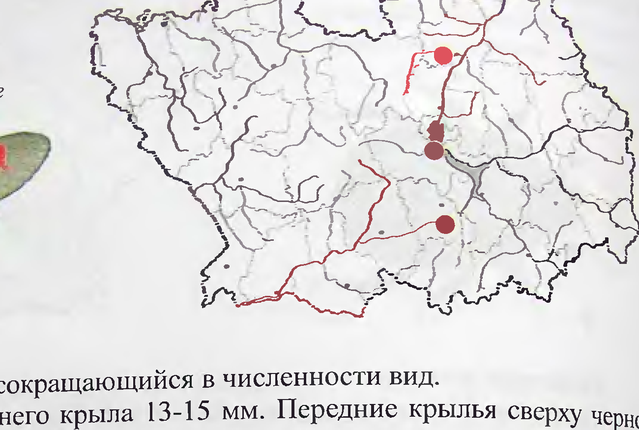 сокращающийся в численности вид.
него крыла 13-15 мм. Передние крылья сверху черно